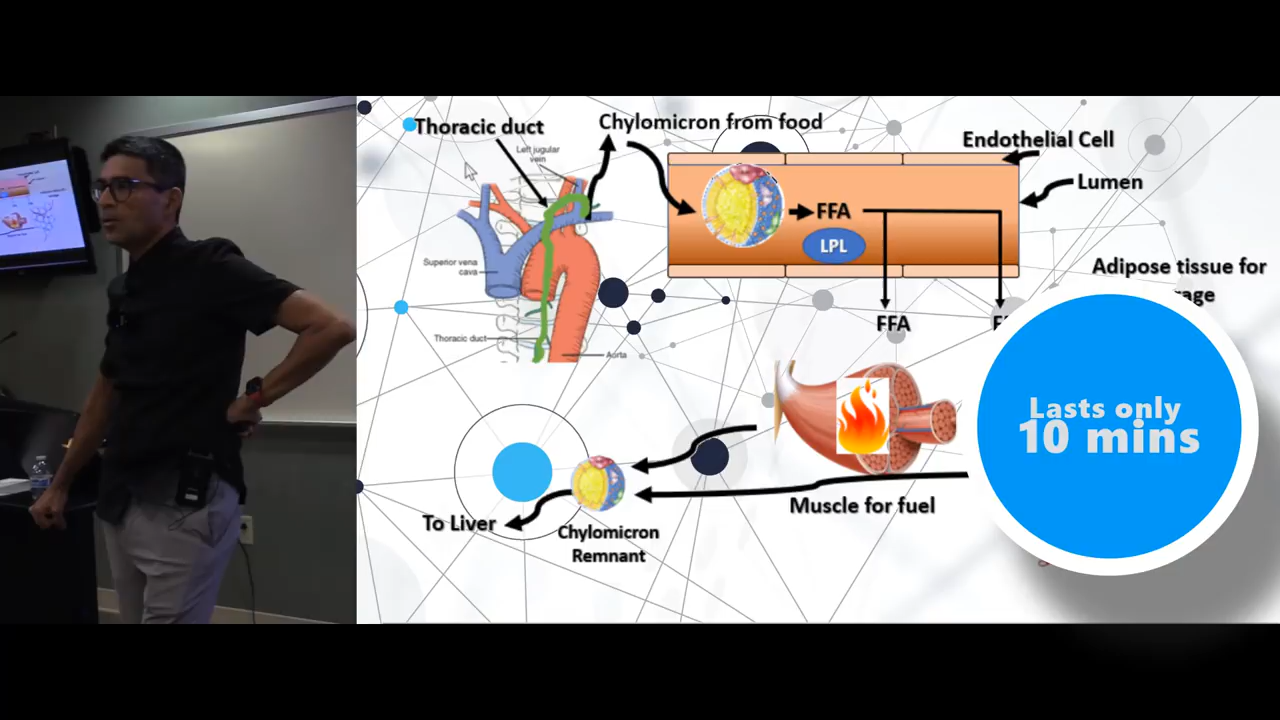 Thoracic duct
Chylomicron from food
Left jugular
vein
Endothelial Cell
Lumen
FFA
LPL
Superior vena
cava
Adipose tissue for
FFA
Thoracic duct
Aorta
Lasts only
10 mins
Muscle for fuel
To Liver
Chylomicron
Remnant